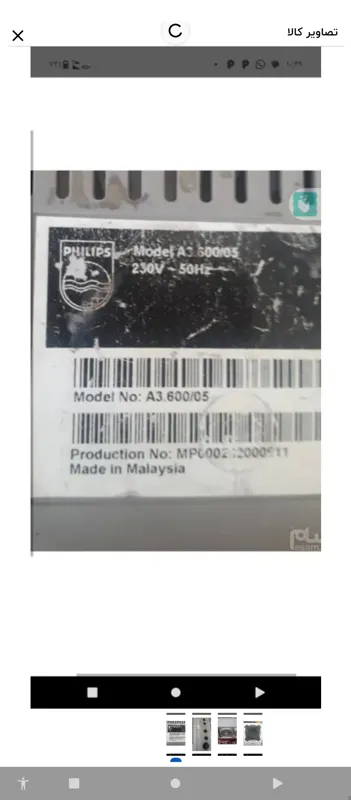 تصاویر کالا
PHILIPS
Model A3.600/05
230V ~ 50Hz
Model No: A3.600/05
Production No:
Made in Malaysia